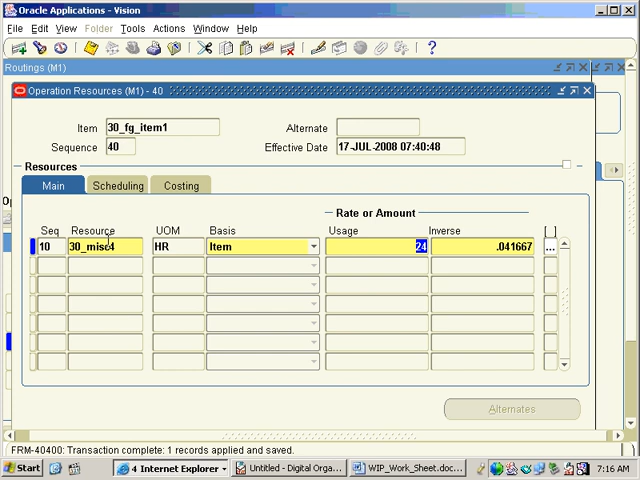 Oracle Applications - Vision
File Edit View Folder Tools Actions Window Help
Routings (M1)
Operation Resources (M1) - 40
Item 30_fg_item1 Alternate
Sequence 40 Effective Date 17-JUL-2008 07:40:48
Resources
Main Scheduling Costing
Rate or Amount
Seq Resource UOM Basis Usage Inverse [ ]
10 30_misc4 HR Item 24 .041667 ...
Alternates
FRM-40400: Transaction complete: 1 records applied and saved.
Start 4 Internet Explorer Untitled - Digital Orga... WIP_Work_Sheet.doc... 7:16 AM